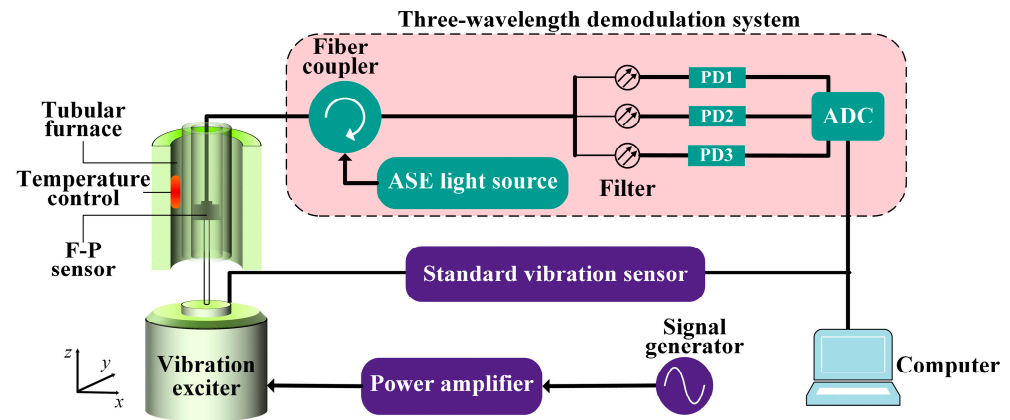 Three-wavelength demodulation system
Fiber
coupler
PD1
PD2
PD3
ADC
Filter
ASE light source
Tubular
furnace
Temperature
control
F-P
sensor
Standard vibration sensor
Signal
generator
Power amplifier
Vibration
exciter
Computer
z
y
x